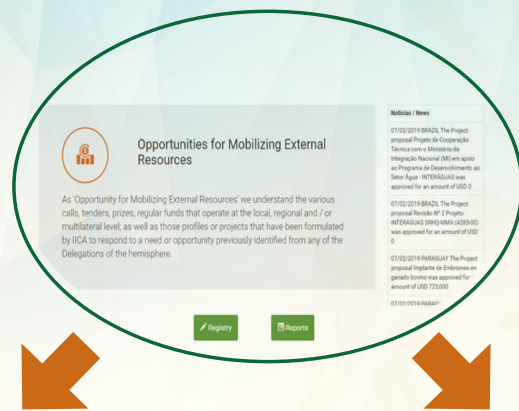 Opportunities for Mobilizing External
Resources
As 'Opportunity for Mobilizing External Resources' we understand the various
calls, tenders, prizes, regular funds that operate at the local, regional and / or
multilateral level; as well as those profiles or projects that have been formulated
by IICA to respond to a need or opportunity previously identified from any of the
Delegations of the hemisphere.
Registry
Reports
Noticias / News
07/02/2019 BRAZIL The Project
proposal Projeto de Cooperação
Técnica com o Ministério da
Integração Nacional (MI) em apoio
ao Programa de Desenvolvimento ao
Setor Água - INTERÁGUAS was
approved for an amount of USD 0
07/02/2019 BRAZIL The Project
proposal Revisão Nº 2 Projeto
INTERÁGUAS SRHQ-MMA (4285-00)
was approved for an amount of USD
0
07/02/2019 PARAGUAY The Project
proposal Implante de Embriones en
ganado bovino was approved for
amount of USD 725,000
07/02/2019